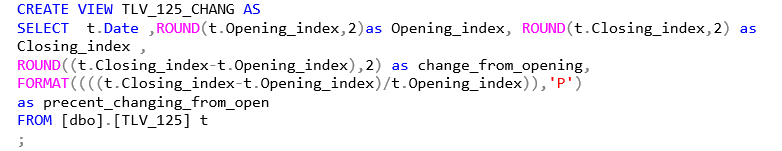 CREATE VIEW TLV_125_CHANG AS
SELECT  t.Date ,ROUND(t.Opening_index,2)as Opening_index, ROUND(t.Closing_index,2) as
Closing_index ,
ROUND((t.Closing_index-t.Opening_index),2) as change_from_opening,
FORMAT((((t.Closing_index-t.Opening_index)/t.Opening_index)),'P')
as precent_changing_from_open
FROM [dbo].[TLV_125] t
;